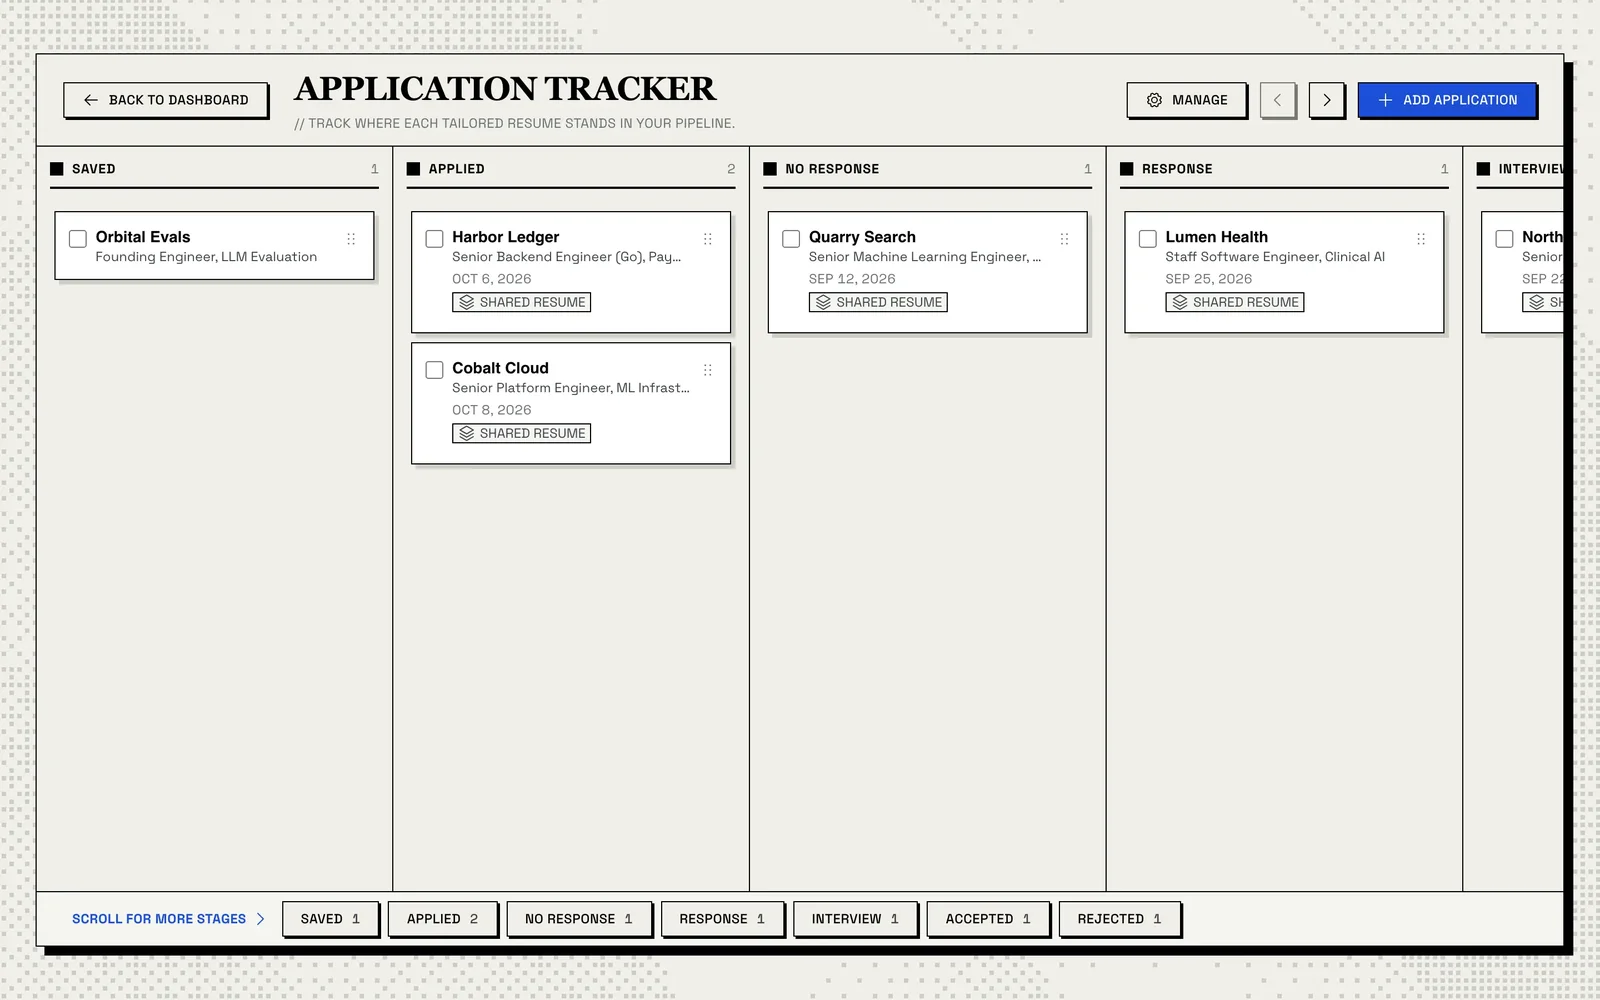 BACK TO DASHBOARD
APPLICATION TRACKER
// TRACK WHERE EACH TAILORED RESUME STANDS IN YOUR PIPELINE.
MANAGE
ADD APPLICATION
SAVED 1
Orbital Evals
Founding Engineer, LLM Evaluation
APPLIED 2
Harbor Ledger
Senior Backend Engineer (Go), Pay...
OCT 6, 2026
SHARED RESUME
Cobalt Cloud
Senior Platform Engineer, ML Infrast...
OCT 8, 2026
SHARED RESUME
NO RESPONSE 1
Quarry Search
Senior Machine Learning Engineer, ...
SEP 12, 2026
SHARED RESUME
RESPONSE 1
Lumen Health
Staff Software Engineer, Clinical AI
SEP 25, 2026
SHARED RESUME
INTERVIEW
North
Senior
SEP 22
SH
SCROLL FOR MORE STAGES
SAVED 1
APPLIED 2
NO RESPONSE 1
RESPONSE 1
INTERVIEW 1
ACCEPTED 1
REJECTED 1